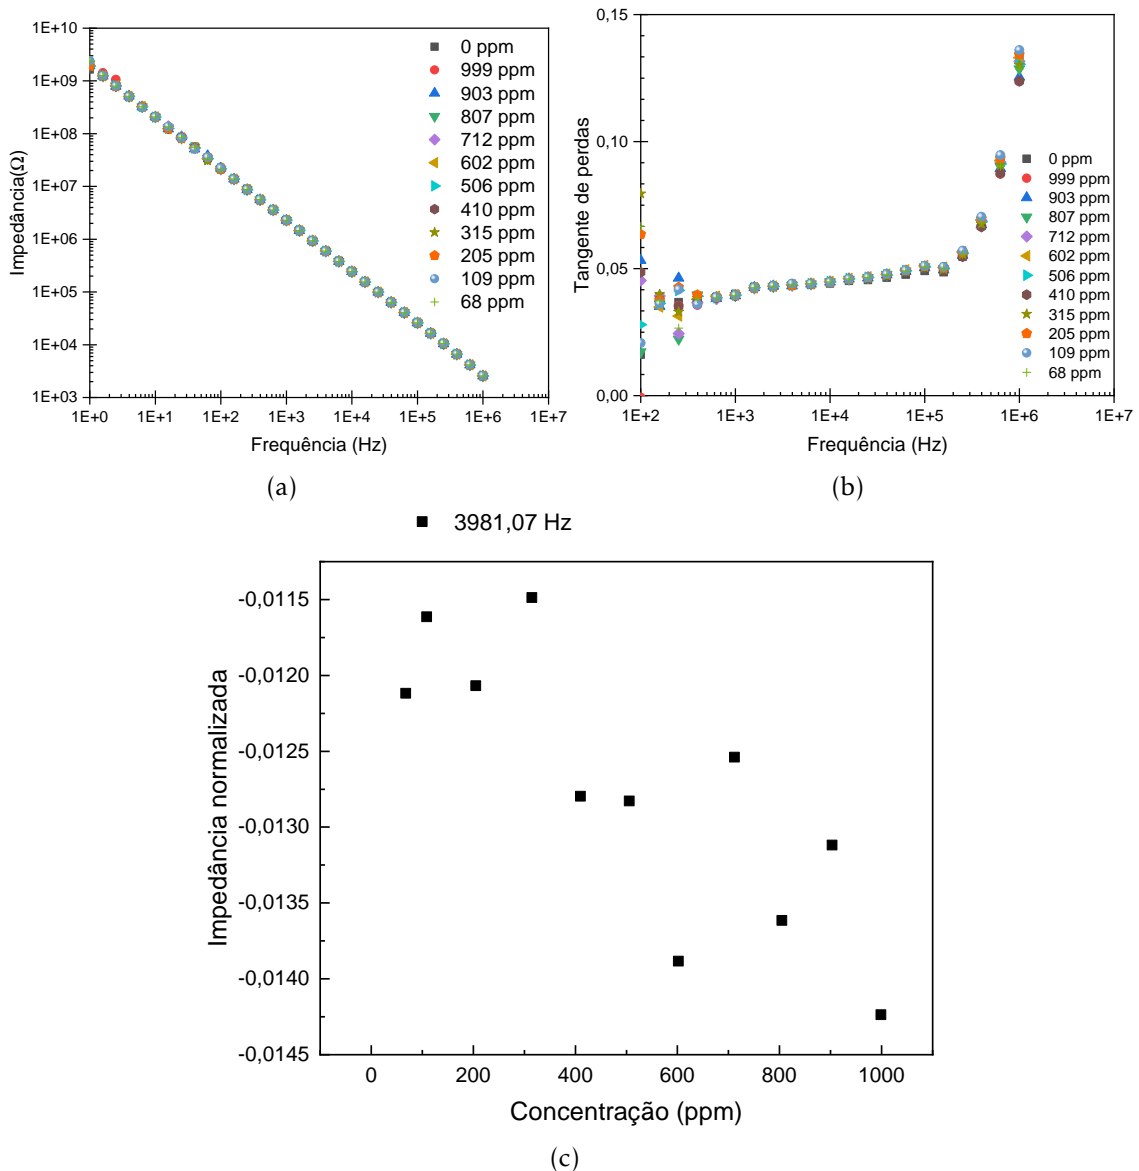 1E+10
1E+09
1E+08
1E+07
1E+06
1E+05
1E+04
1E+03
Impedância(Ω)
1E+0 1E+1 1E+2 1E+3 1E+4 1E+5 1E+6 1E+7
Frequência (Hz)
0 ppm
999 ppm
903 ppm
807 ppm
712 ppm
602 ppm
506 ppm
410 ppm
315 ppm
205 ppm
109 ppm
68 ppm
(a)
0,15
0,10
0,05
0,00
Tangente de perdas
1E+2 1E+3 1E+4 1E+5 1E+6 1E+7
Frequência (Hz)
0 ppm
999 ppm
903 ppm
807 ppm
712 ppm
602 ppm
506 ppm
410 ppm
315 ppm
205 ppm
109 ppm
68 ppm
(b)
3981,07 Hz
-0,0115
-0,0120
-0,0125
-0,0130
-0,0135
-0,0140
-0,0145
Impedância normalizada
0 200 400 600 800 1000
Concentração (ppm)
(c)